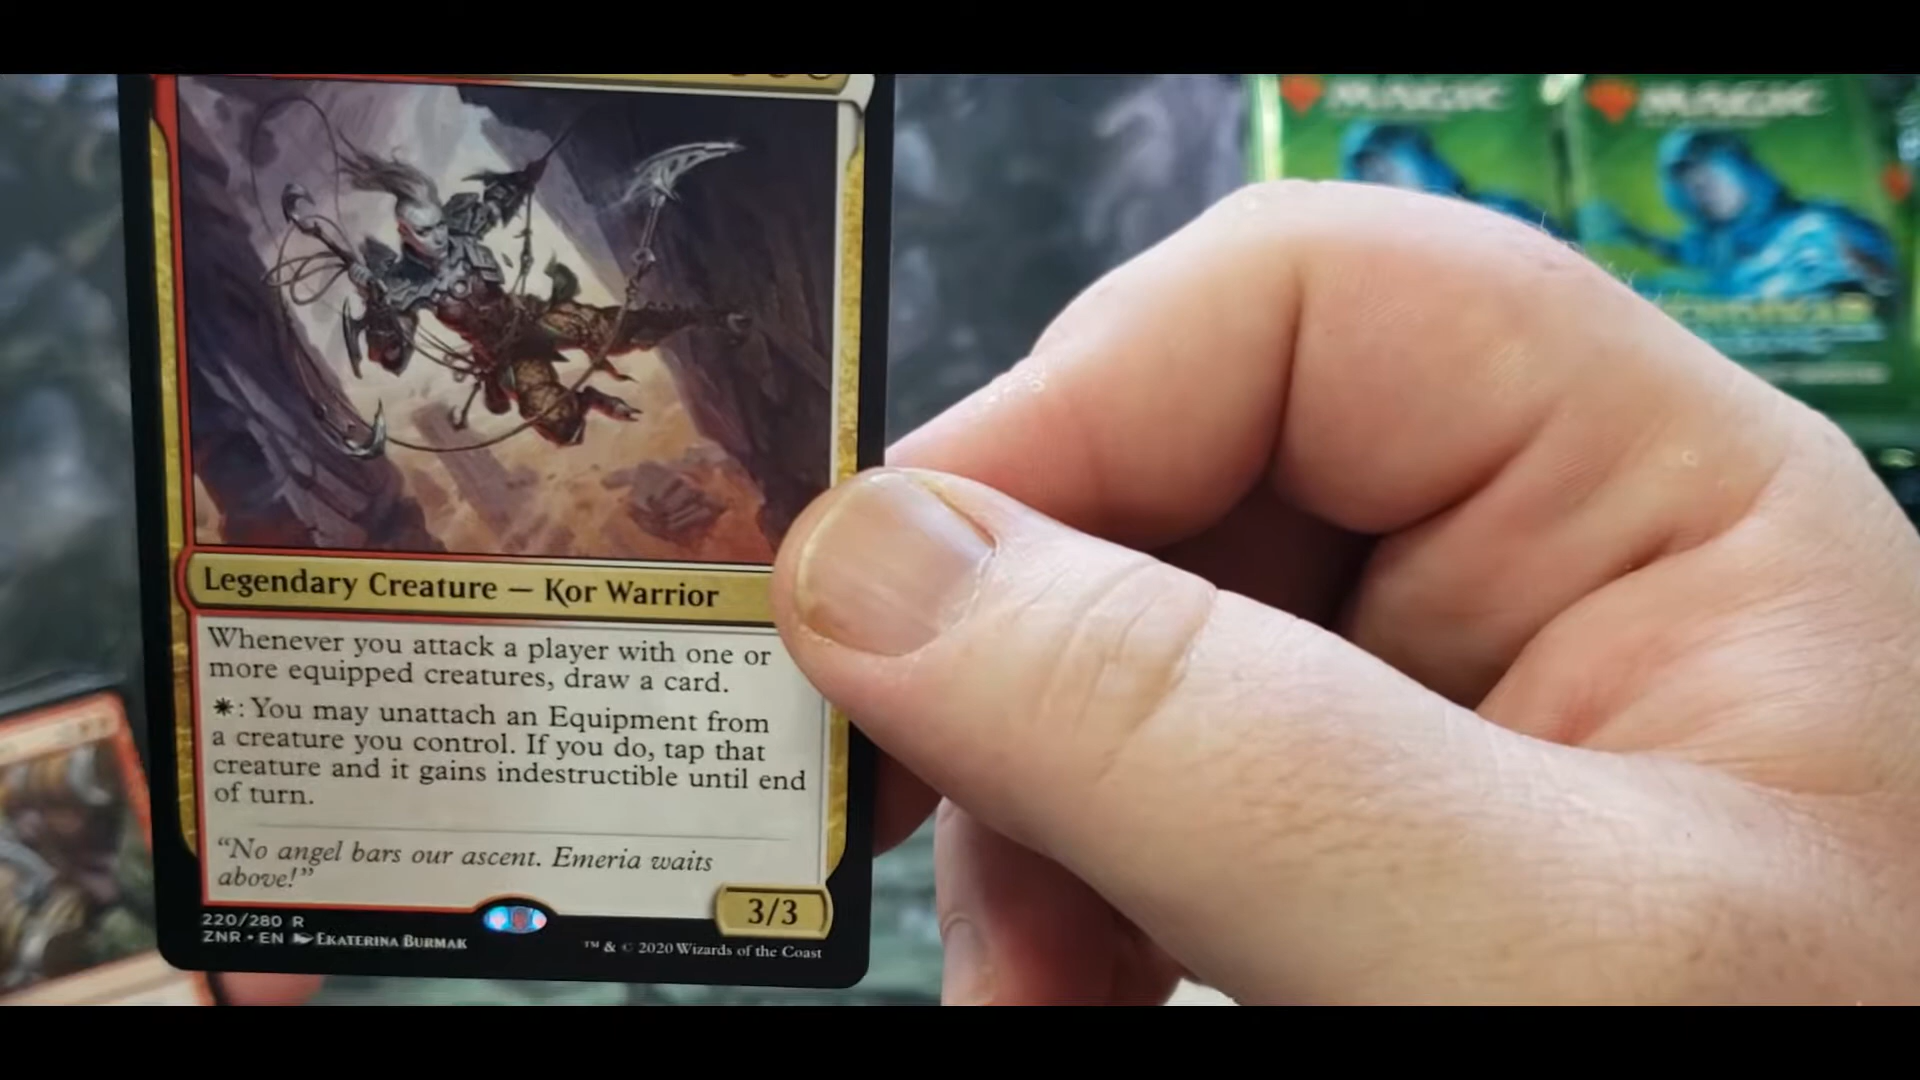 MAGIC
MAGIC
Legendary Creature — Kor Warrior
Whenever you attack a player with one or
more equipped creatures, draw a card.
☀: You may unattach an Equipment from
a creature you control. If you do, tap that
creature and it gains indestructible until end
of turn.
“No angel bars our ascent. Emeria waits
above!”
3/3
220/280 R
ZNR • EN Ekaterina Burmak
™ & © 2020 Wizards of the Coast